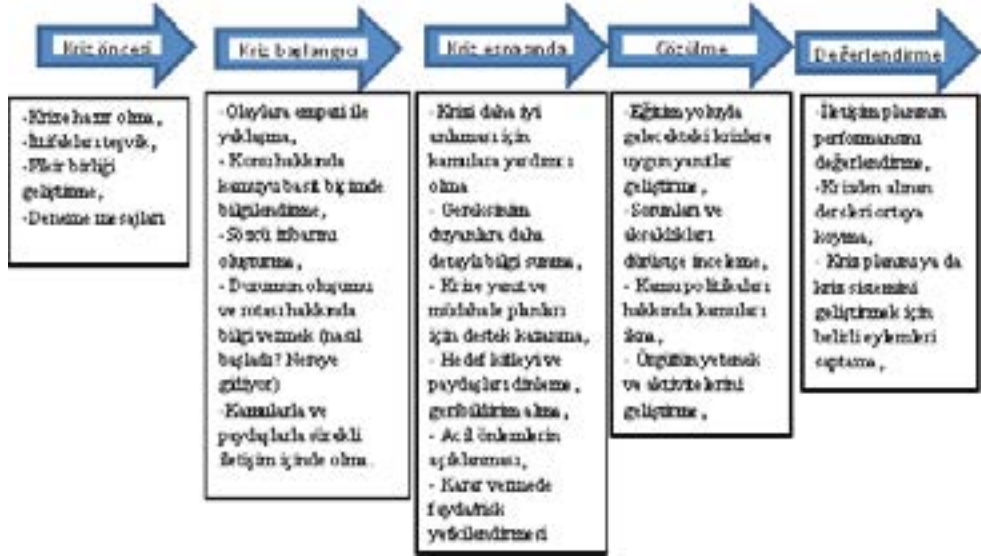 Kriz öncesi
-Krize hazır olma,
-İttifakları teşvik,
-Fikir birliği
geliştirme,
-Deneme mesajları
Kriz başlangıcı
-Olaylara empati ile
yaklaşma,
- Konu hakkında
kamuya basit biçimde
bilgilendirme,
-Sözcü itibarını
oluşturma,
- Durumun oluşumu
ve rotası hakkında
bilgi vermek (nasıl
başladı? Nereye
gidiyor)
-Kamularla ve
paydaşlarla sürekli
iletişim içinde olma.
Kriz esnasında
- Krizi daha iyi
anlaması için
kamulara yardımcı
olma
- Gereksinim
duyanlara daha
detaylı bilgi sunma,
- Krize yanıt ve
müdahale planları
için destek kazanma,
- Hedef kitleyi ve
paydaşları dinleme,
geribildirim alma,
- Acil önlemlerin
açıklanması,
- Karar vermede
fayda/risk
yetkilendirmesi
Çözülme
-Eğitim yoluyla
gelecekteki krizlere
uygun yanıtlar
geliştirme,
-Sorunları ve
aksaklıkları
dürüstçe inceleme,
- Kamu politikaları
hakkında kamuları
ikna,
- Örgütün yetenek
ve aktivitelerini
geliştirme,
Değerlendirme
-İletişim planının
performansını
değerlendirme,
-Krizden alınan
dersleri ortaya
koyma,
- Kriz planını ya da
kriz sistemini
geliştirmek için
belirli eylemleri
saptama,